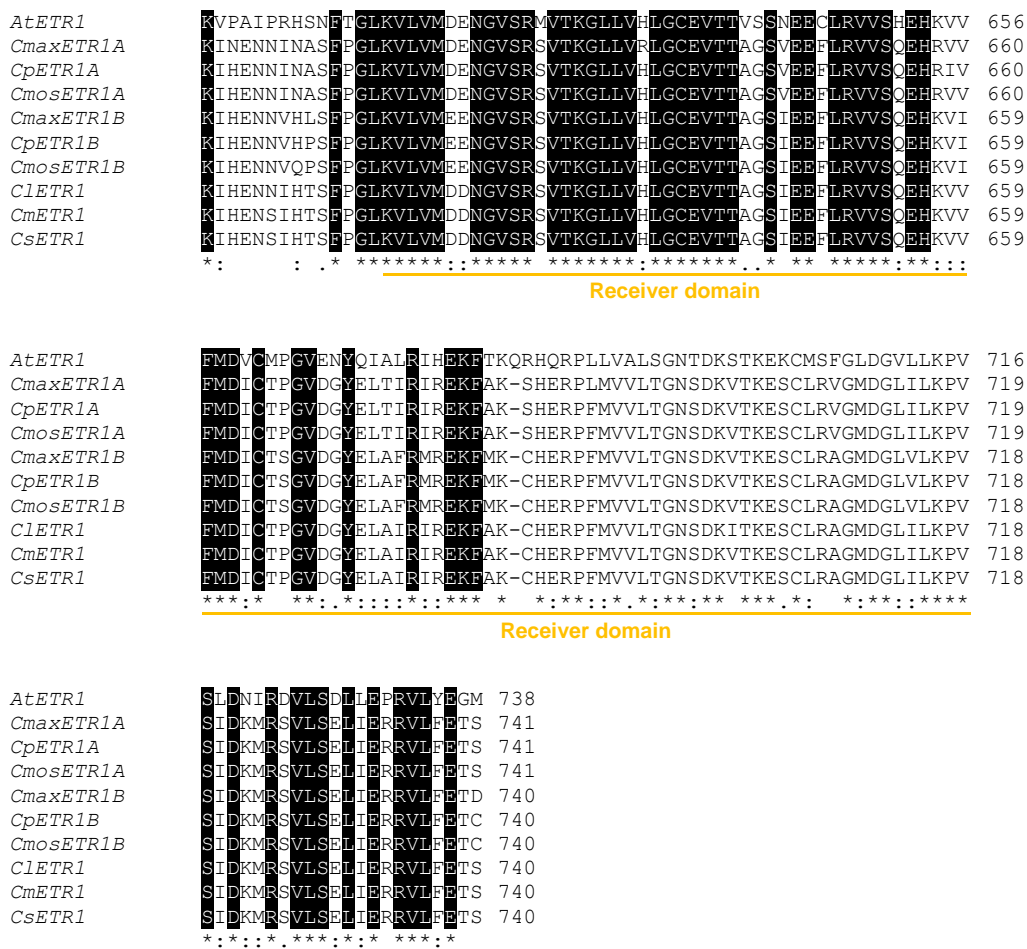 AtETR1 KVPAIPRHSNFTGLKVLVMDENGVSRMVTKGLLVHLGCEVTTVSSNEECLRVVSHEHKVV 656
CmaxETR1A KINENNINASFPGLKVLVMDENGVSRSVTKGLLVRLGCEVTTAGSVEEFLRVVSQEHRVV 660
CpETR1A KIHENNINASFPGLKVLVMDENGVSRSVTKGLLVHLGCEVTTAGSVEEFLRVVSQEHRIV 660
CmosETR1A KIHENNINASFPGLKVLVMDENGVSRSVTKGLLVHLGCEVTTAGSVEEFLRVVSQEHRVV 660
CmaxETR1B KIHENNVHLSFPGLKVLVMEENGVSRSVTKGLLVHLGCEVTTAGSIEEFLRVVSQEHKVI 659
CpETR1B KIHENNVHPSFPGLKVLVMEENGVSRSVTKGLLVHLGCEVTTAGSIEEFLRVVSQEHKVI 659
CmosETR1B KIHENNVQPSFPGLKVLVMEENGVSRSVTKGLLVHLGCEVTTAGSIEEFLRVVSQEHKVI 659
ClETR1 KIHENNIHTSFPGLKVLVMDDNGVSRSVTKGLLVHLGCEVTTAGSIEEFLRVVSQEHKVV 659
CmETR1 KIHENSIHTSFPGLKVLVMDDNGVSRSVTKGLLVHLGCEVTTAGSIEEFLRVVSQEHKVV 659
CsETR1 KIHENSIHTSFPGLKVLVMDDNGVSRSVTKGLLVHLGCEVTTAGSIEEFLRVVSQEHKVV 659
*:     : .* *******::***** *******:*******..* ** *****:**:::
Receiver domain
AtETR1 FMDVCMPGVENYQIALRIHEKFTKQRHQRPLLVALSGNTDKSTKEKCMSFGLDGVLLKPV 716
CmaxETR1A FMDICTPGVDGYELTIRIREKFAK-SHERPLMVVLTGNSDKVTKESCLRVGMDGLILKPV 719
CpETR1A FMDICTPGVDGYELTIRIREKFAK-SHERPFMVVLTGNSDKVTKESCLRVGMDGLILKPV 719
CmosETR1A FMDICTPGVDGYELTIRIREKFAK-SHERPFMVVLTGNSDKVTKESCLRVGMDGLILKPV 719
CmaxETR1B FMDICTSGVDGYELAFRMREKFMK-CHERPFMVVLTGNSDKVTKESCLRAGMDGLVLKPV 718
CpETR1B FMDICTSGVDGYELAFRMREKFMK-CHERPFMVVLTGNSDKVTKESCLRAGMDGLVLKPV 718
CmosETR1B FMDICTSGVDGYELAFRMREKFMK-CHERPFMVVLTGNSDKVTKESCLRAGMDGLVLKPV 718
ClETR1 FMDICTPGVDGYELAIRIREKFAK-CHERPFMVVLTGNSDKITKESCLRAGMDGLILKPV 718
CmETR1 FMDICTPGVDGYELAIRIREKFAK-CHERPFMVVLTGNSDKVTKESCLRAGMDGLILKPV 718
CsETR1 FMDICTPGVDGYELAIRIREKFAK-CHERPFMVVLTGNSDKVTKESCLRAGMDGLILKPV 718
***:*  **:.*::::*::*** *  *:**::*.*:**:** ***.*:  *:**::****
Receiver domain
AtETR1 SLDNIRDVLSDLLEPRVLYEGM 738
CmaxETR1A SIDKMRSVLSELIERRVLFETS 741
CpETR1A SIDKMRSVLSELIERRVLFETS 741
CmosETR1A SIDKMRSVLSELIERRVLFETS 741
CmaxETR1B SIDKMRSVLSELIERRVLFETD 740
CpETR1B SIDKMRSVLSELIERRVLFETC 740
CmosETR1B SIDKMRSVLSELIERRVLFETC 740
ClETR1 SIDKMRSVLSELIERRVLFETS 740
CmETR1 SIDKMRSVLSELIERRVLFETS 740
CsETR1 SIDKMRSVLSELIERRVLFETS 740
*:*::*.***:*:* ***:*